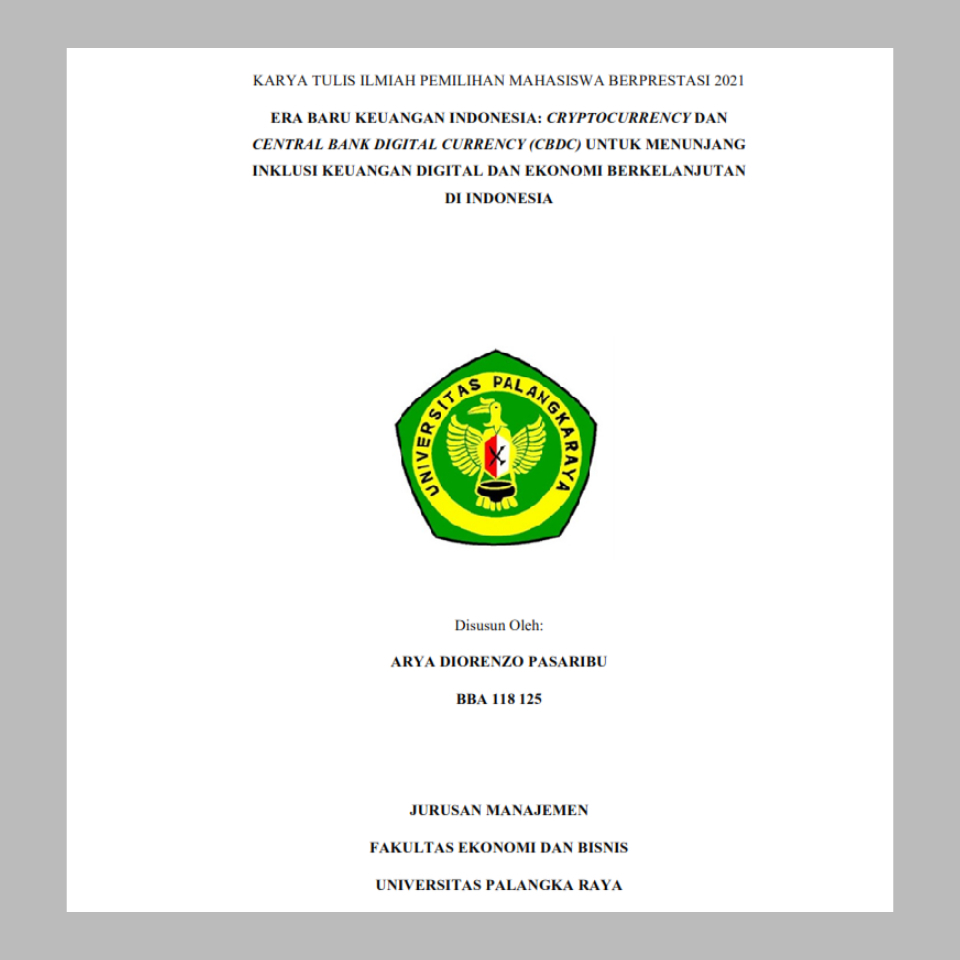 KARYA TULIS ILMIAH PEMILIHAN MAHASISWA BERPRESTASI 2021
ERA BARU KEUANGAN INDONESIA: CRYPTOCURRENCY DAN
CENTRAL BANK DIGITAL CURRENCY (CBDC) UNTUK MENUNJANG
INKLUSI KEUANGAN DIGITAL DAN EKONOMI BERKELANJUTAN
DI INDONESIA
UNIVERSITAS PALANGKARAYA
Disusun Oleh:
ARYA DIORENZO PASARIBU
BBA 118 125
JURUSAN MANAJEMEN
FAKULTAS EKONOMI DAN BISNIS
UNIVERSITAS PALANGKA RAYA